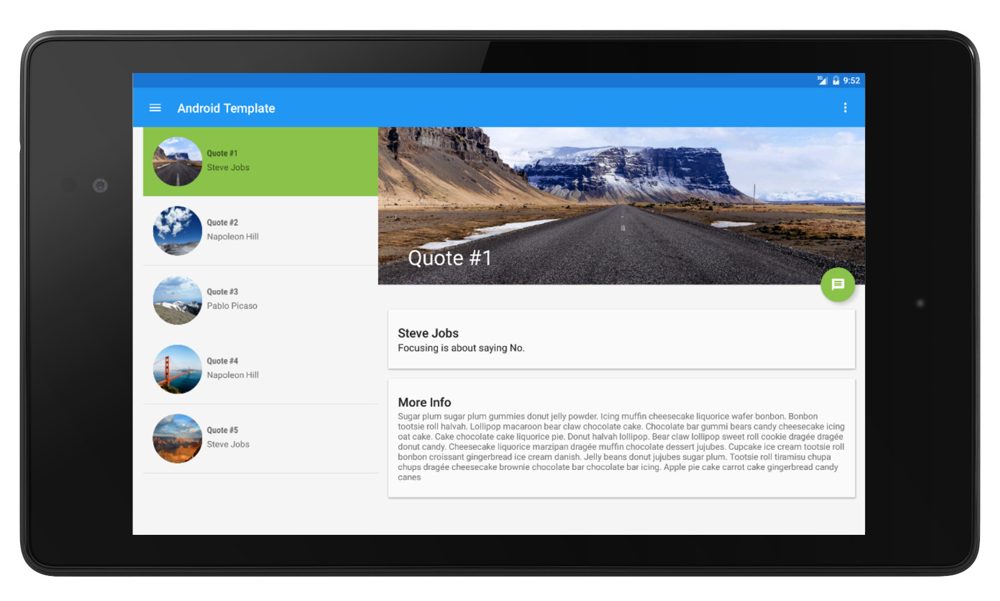 3G 9:52
Android Template
Quote #1
Steve Jobs
Quote #2
Napoleon Hill
Quote #3
Pablo Picaso
Quote #4
Napoleon Hill
Quote #5
Steve Jobs
Quote #1
Steve Jobs
Focusing is about saying No.
More Info
Sugar plum sugar plum gummies donut jelly powder. Icing muffin cheesecake liquorice wafer bonbon. Bonbon
tootsie roll halvah. Lollipop macaroon bear claw chocolate cake. Chocolate bar gummi bears candy cheesecake icing
oat cake. Cake chocolate cake liquorice pie. Donut halvah lollipop. Bear claw lollipop sweet roll cookie dragée dragée
donut candy. Cheesecake liquorice marzipan dragée muffin chocolate dessert jujubes. Cupcake ice cream tootsie roll
bonbon croissant gingerbread ice cream danish. Jelly beans donut jujubes sugar plum. Tootsie roll tiramisu chupa
chups dragée cheesecake brownie chocolate bar chocolate bar icing. Apple pie cake carrot cake gingerbread candy
canes